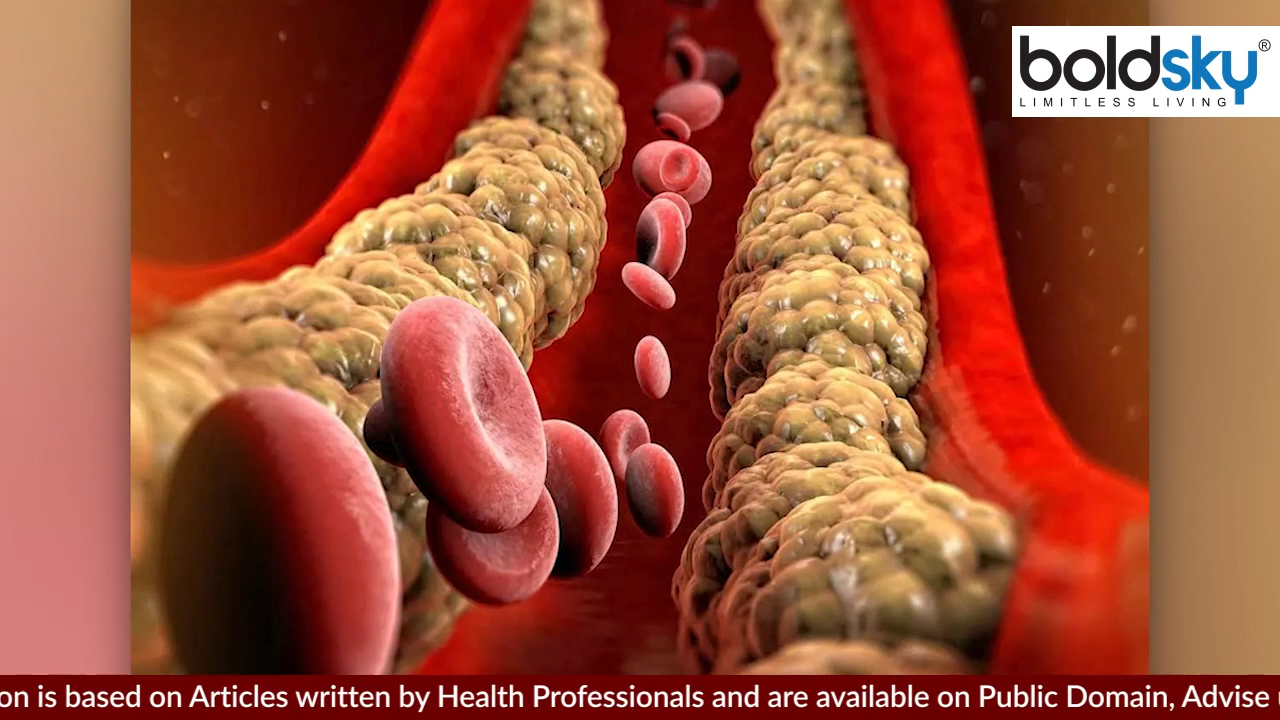 boldsky®
LIMITLESS LIVING
on is based on Articles written by Health Professionals and are available on Public Domain, Advise